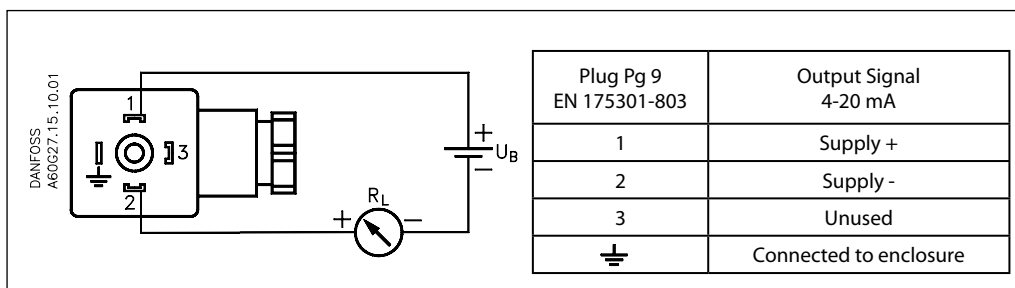 DANFOSS
A60G27.15.10.01
1
3
2
+
U_B
−
R_L
+
−
Plug Pg 9
EN 175301-803
Output Signal
4-20 mA
1
Supply +
2
Supply -
3
Unused
⏚
Connected to enclosure